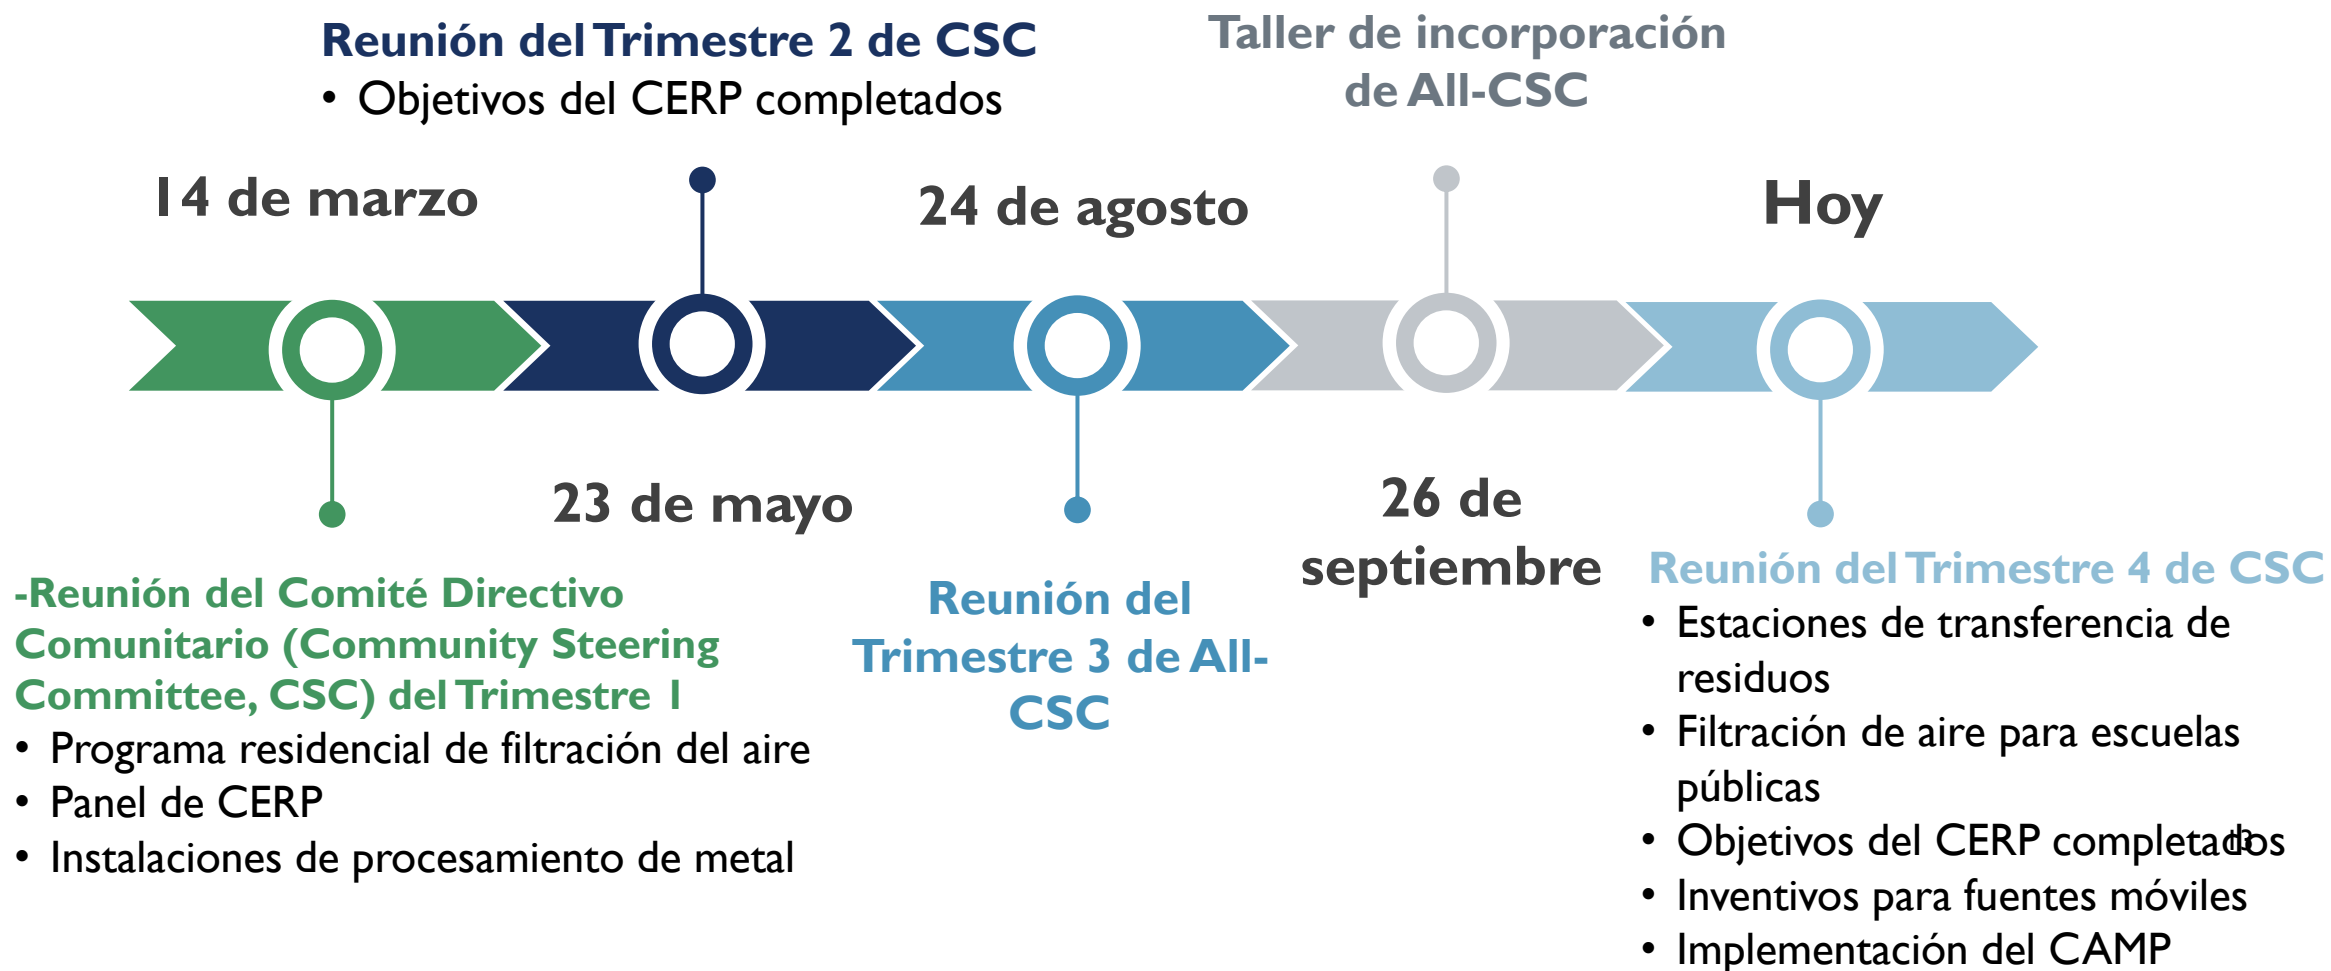 Reunión del Trimestre 2 de CSC
• Objetivos del CERP completados
Taller de incorporación
de All-CSC
14 de marzo
24 de agosto
Hoy
23 de mayo
26 de
septiembre
-Reunión del Comité Directivo
Comunitario (Community Steering
Committee, CSC) del Trimestre 1
• Programa residencial de filtración del aire
• Panel de CERP
• Instalaciones de procesamiento de metal
Reunión del
Trimestre 3 de All-
CSC
Reunión del Trimestre 4 de CSC
• Estaciones de transferencia de
residuos
• Filtración de aire para escuelas
públicas
• Objetivos del CERP completados
13
• Inventivos para fuentes móviles
• Implementación del CAMP